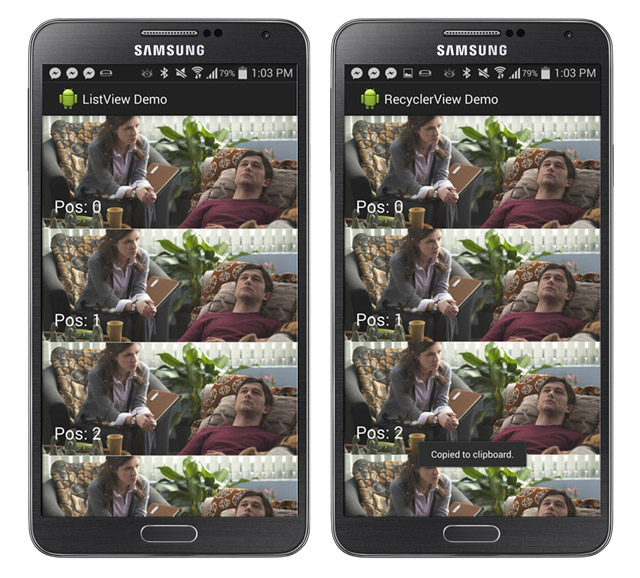 SAMSUNG
79% 1:03 PM
ListView Demo
Pos: 0
Pos: 1
Pos: 2
SAMSUNG
79% 1:03 PM
RecyclerView Demo
Pos: 0
Pos: 1
Pos: 2
Copied to clipboard.